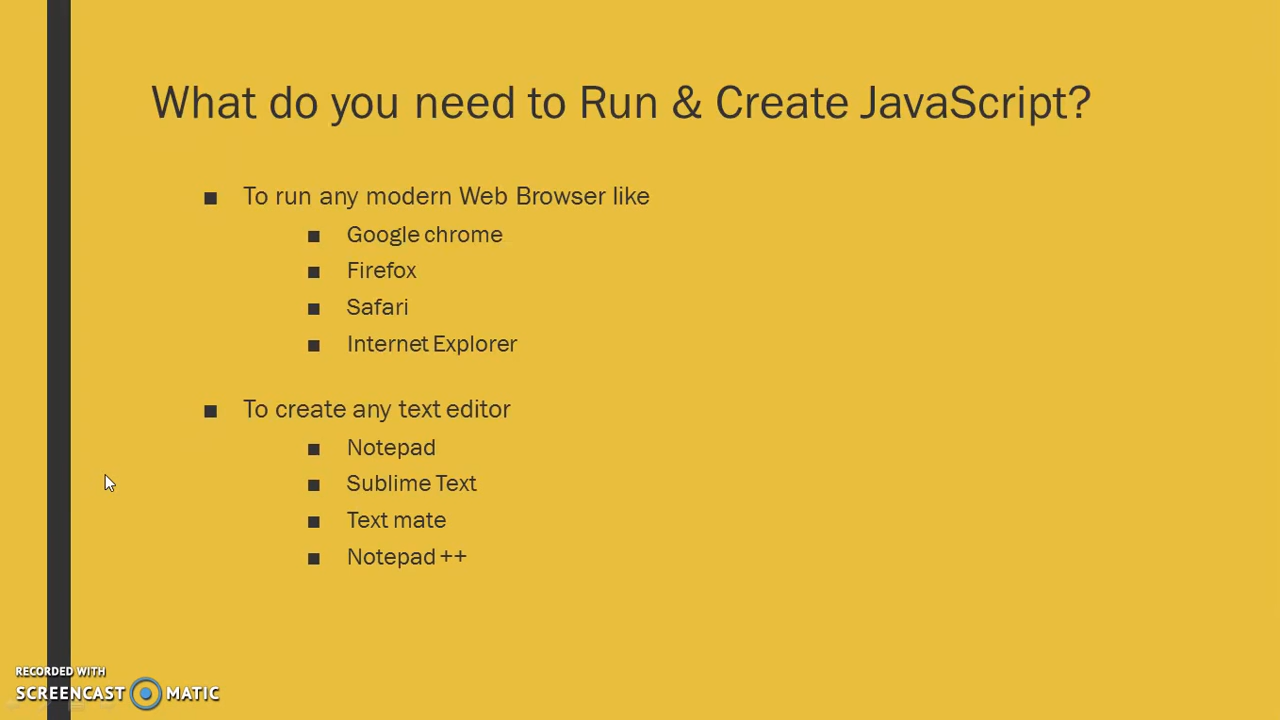 What do you need to Run & Create JavaScript?
To run any modern Web Browser like
Google chrome
Firefox
Safari
Internet Explorer
To create any text editor
Notepad
Sublime Text
Text mate
Notepad ++
RECORDED WITH
SCREENCAST MATIC